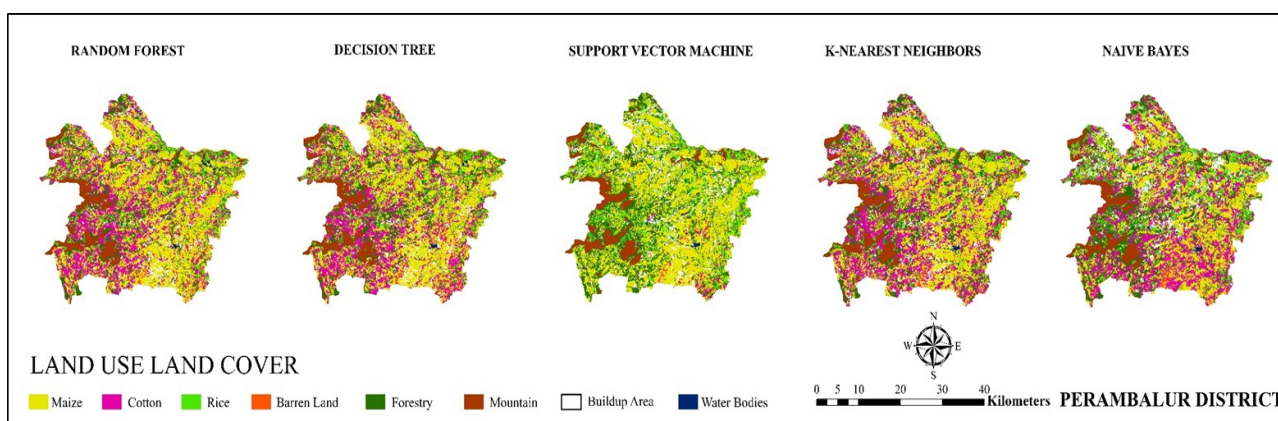 RANDOM FOREST
DECISION TREE
SUPPORT VECTOR MACHINE
K-NEAREST NEIGHBORS
NAIVE BAYES
N
W E
S
LAND USE LAND COVER
Maize Cotton Rice Barren Land Forestry Mountain Buildup Area Water Bodies
0 5 10 20 30 40
Kilometers
PERAMBALUR DISTRICT